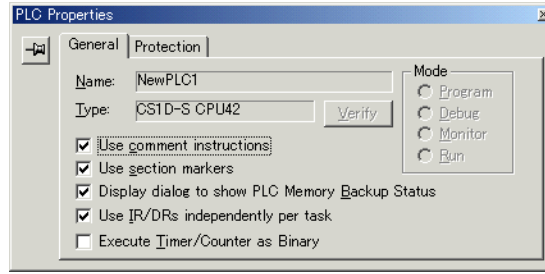 PLC Properties
General Protection
Name: NewPLC1
Type: CS1D-S CPU42 Verify
Mode
Program
Debug
Monitor
Run
Use comment instructions
Use section markers
Display dialog to show PLC Memory Backup Status
Use IR/DRs independently per task
Execute Timer/Counter as Binary